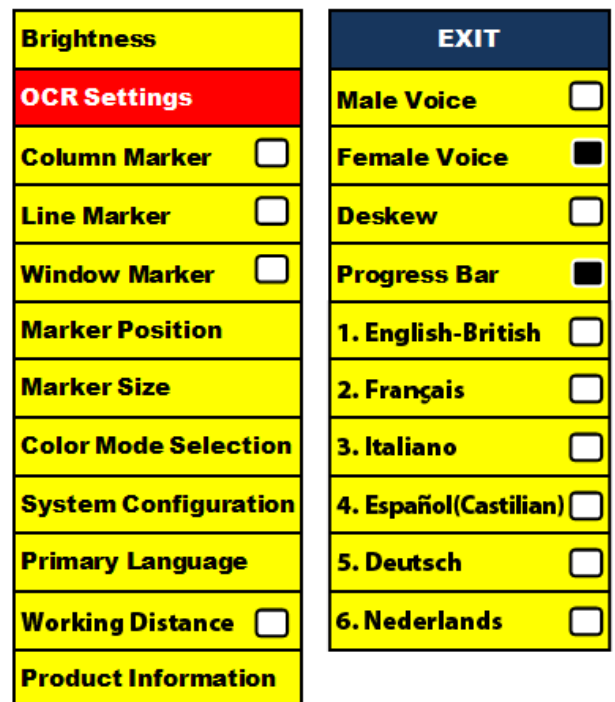 Brightness
OCR Settings
Column Marker
Line Marker
Window Marker
Marker Position
Marker Size
Color Mode Selection
System Configuration
Primary Language
Working Distance
Product Information
EXIT
Male Voice
Female Voice
Deskew
Progress Bar
1. English-British
2. Français
3. Italiano
4. Español(Castilian)
5. Deutsch
6. Nederlands